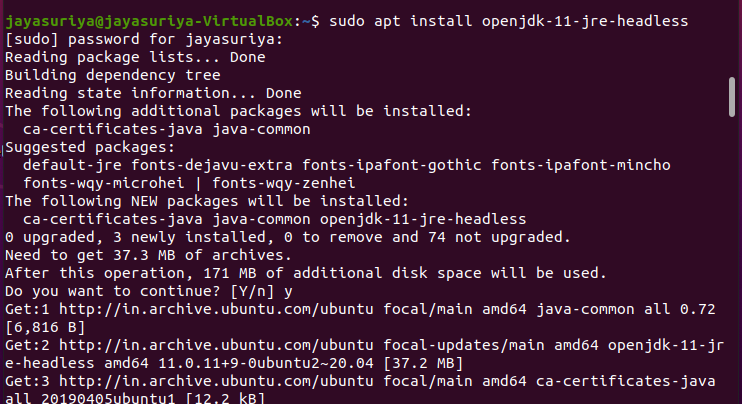 jayasuriya@jayasuriya-VirtualBox:~$ sudo apt install openjdk-11-jre-headless
[sudo] password for jayasuriya:
Reading package lists... Done
Building dependency tree
Reading state information... Done
The following additional packages will be installed:
  ca-certificates-java java-common
Suggested packages:
  default-jre fonts-dejavu-extra fonts-ipafont-gothic fonts-ipafont-mincho
  fonts-wqy-microhei | fonts-wqy-zenhei
The following NEW packages will be installed:
  ca-certificates-java java-common openjdk-11-jre-headless
0 upgraded, 3 newly installed, 0 to remove and 74 not upgraded.
Need to get 37.3 MB of archives.
After this operation, 171 MB of additional disk space will be used.
Do you want to continue? [Y/n] y
Get:1 http://in.archive.ubuntu.com/ubuntu focal/main amd64 java-common all 0.72
[6,816 B]
Get:2 http://in.archive.ubuntu.com/ubuntu focal-updates/main amd64 openjdk-11-jr
e-headless amd64 11.0.11+9-0ubuntu2~20.04 [37.2 MB]
Get:3 http://in.archive.ubuntu.com/ubuntu focal/main amd64 ca-certificates-java
all 20190405ubuntu1 [12.2 kB]